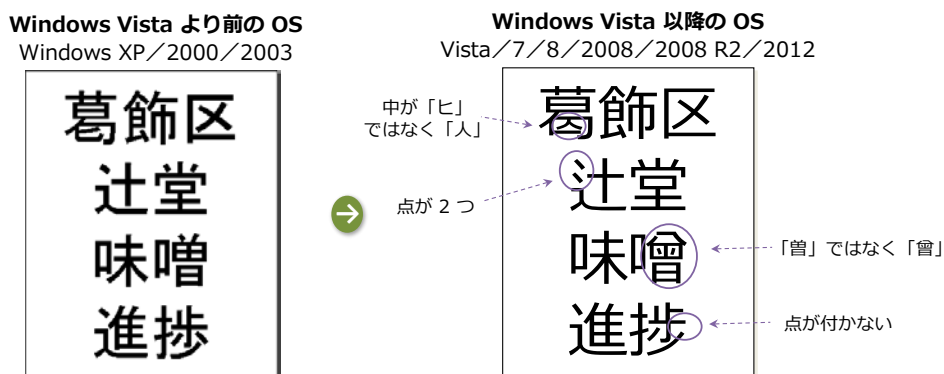 Windows Vista より前の OS
Windows XP／2000／2003
葛飾区
辻堂
味噌
進捗
Windows Vista 以降の OS
Vista／7／8／2008／2008 R2／2012
葛飾区
辻堂
味噌
進捗
中が「ヒ」
ではなく「人」
点が 2 つ
「曽」ではなく「曾」
点が付かない